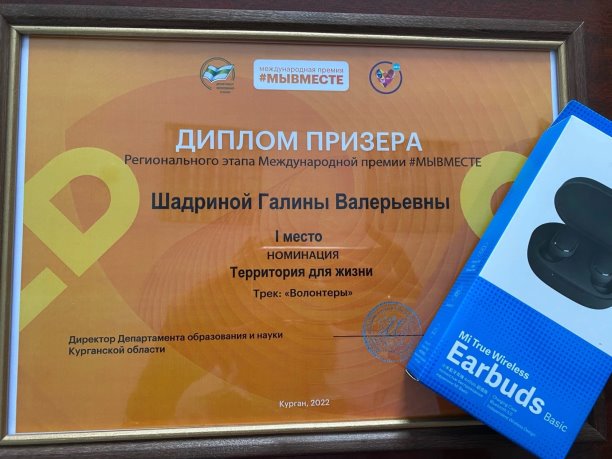 международная премия
#МЫВМЕСТЕ
ДИПЛОМ ПРИЗЕРА
Регионального этапа Международной премии #МЫВМЕСТЕ
Шадриной Галины Валерьевны
I место
НОМИНАЦИЯ
Территория для жизни
Трек: «Волонтеры»
Директор Департамента образования и науки
Курганской области
Курган, 2022
Mi True Wireless
Earbuds Basic